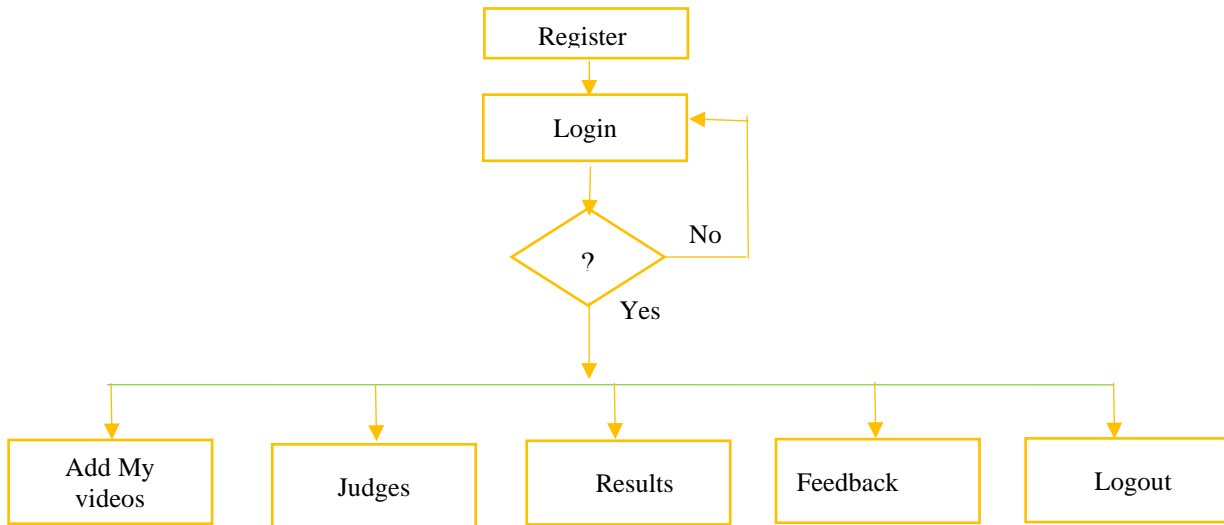 Register
Login
No
?
Yes
Add My
videos
Judges
Results
Feedback
Logout